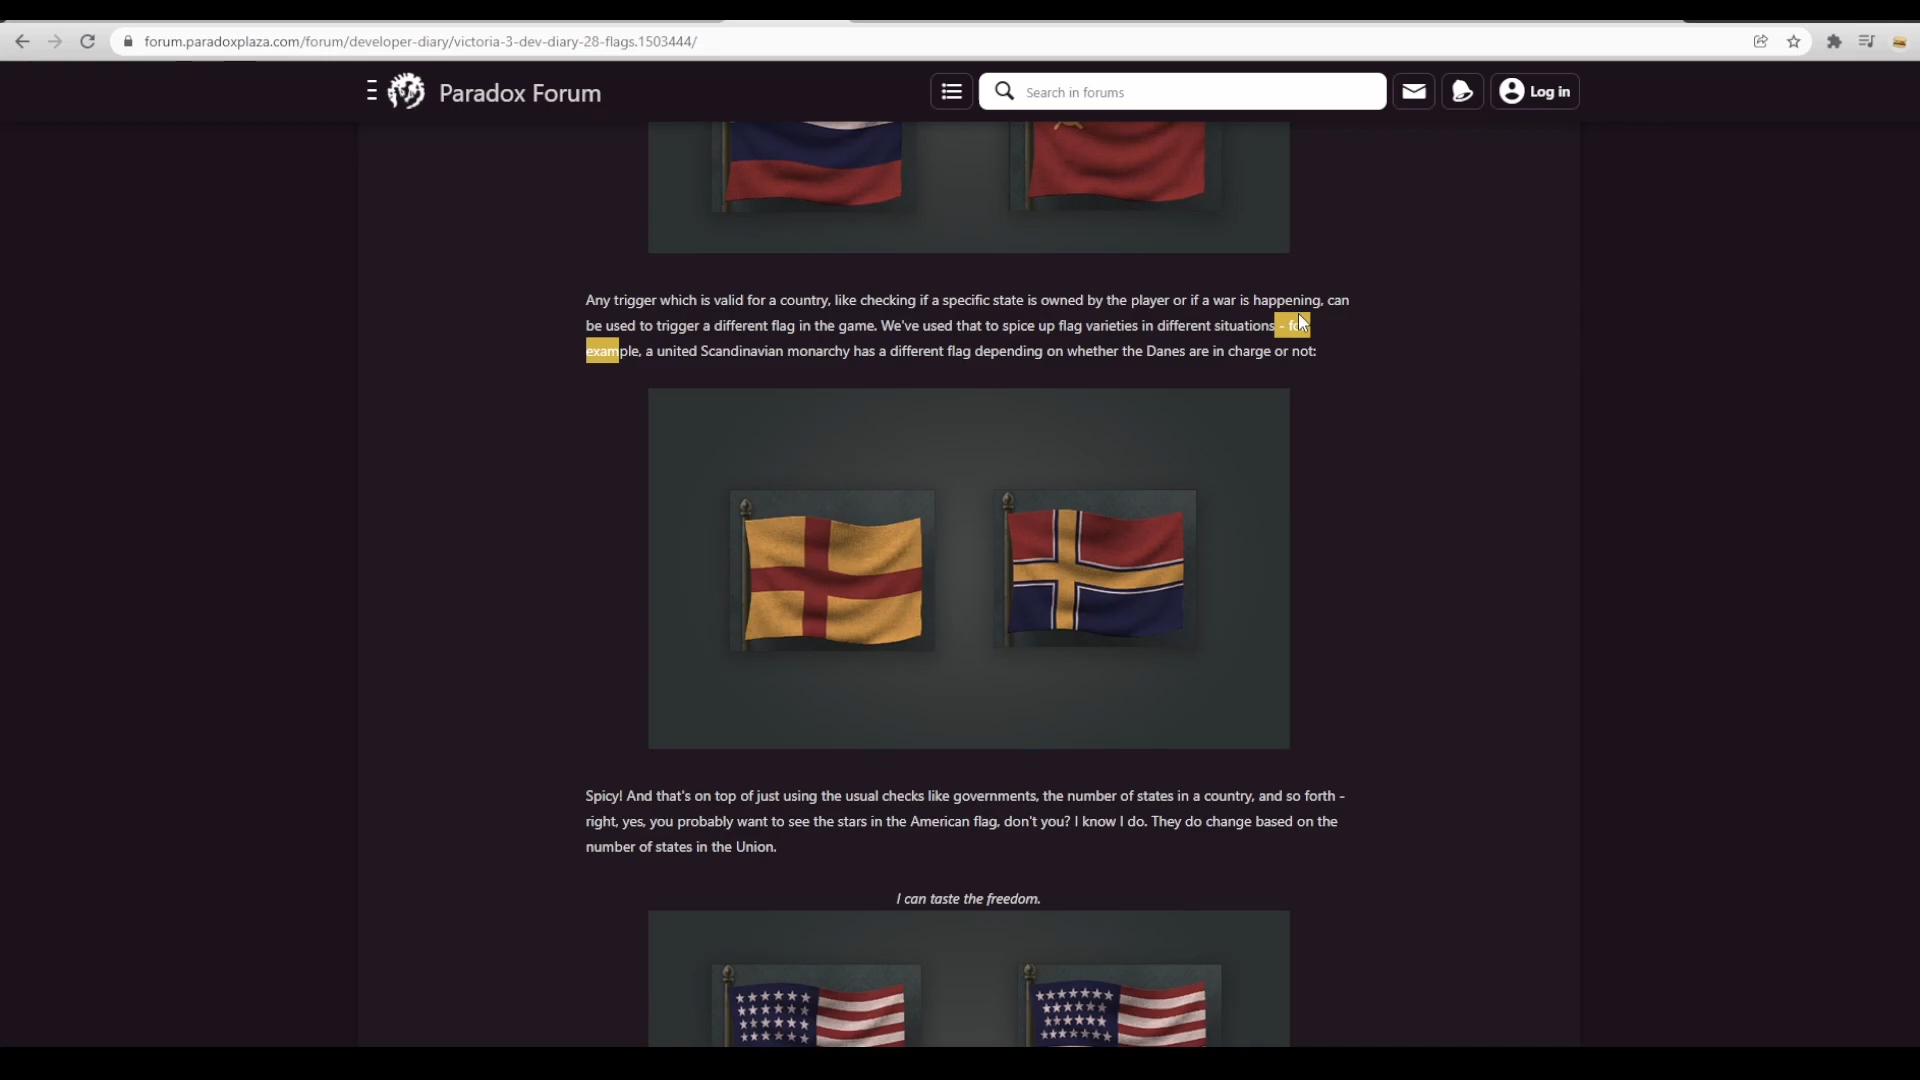 forum.paradoxplaza.com/forum/developer-diary/victoria-3-dev-diary-28-flags.1503444/
Paradox Forum
Search in forums
Log in
Any trigger which is valid for a country, like checking if a specific state is owned by the player or if a war is happening, can
be used to trigger a different flag in the game. We've used that to spice up flag varieties in different situations - for
example, a united Scandinavian monarchy has a different flag depending on whether the Danes are in charge or not:
Spicy! And that's on top of just using the usual checks like governments, the number of states in a country, and so forth -
right, yes, you probably want to see the stars in the American flag, don't you? I know I do. They do change based on the
number of states in the Union.
I can taste the freedom.